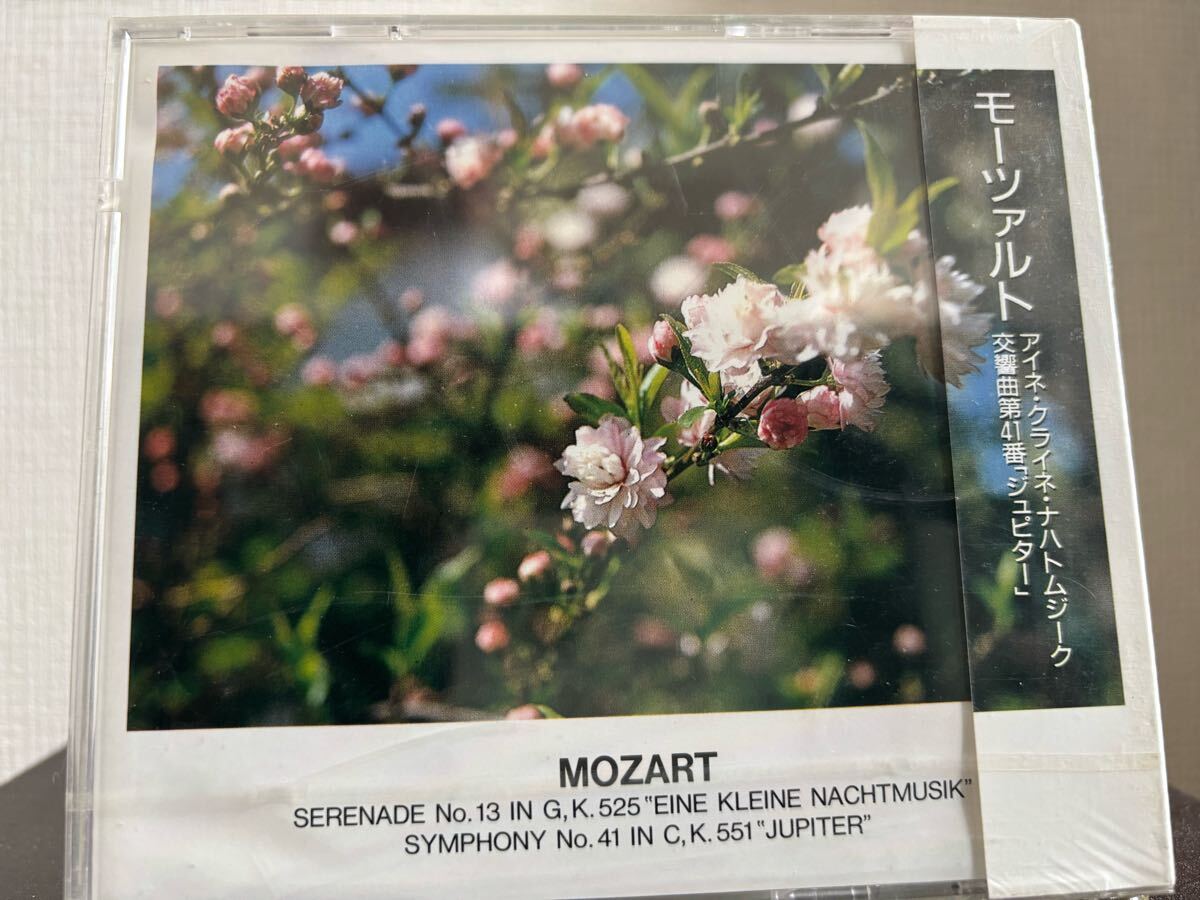 モーツァルト
アイネ・クライネ・ナハトムジーク
交響曲第41番「ジュピター」
MOZART
SERENADE No.13 IN G,K.525 "EINE KLEINE NACHTMUSIK"
SYMPHONY No.41 IN C,K.551 "JUPITER"